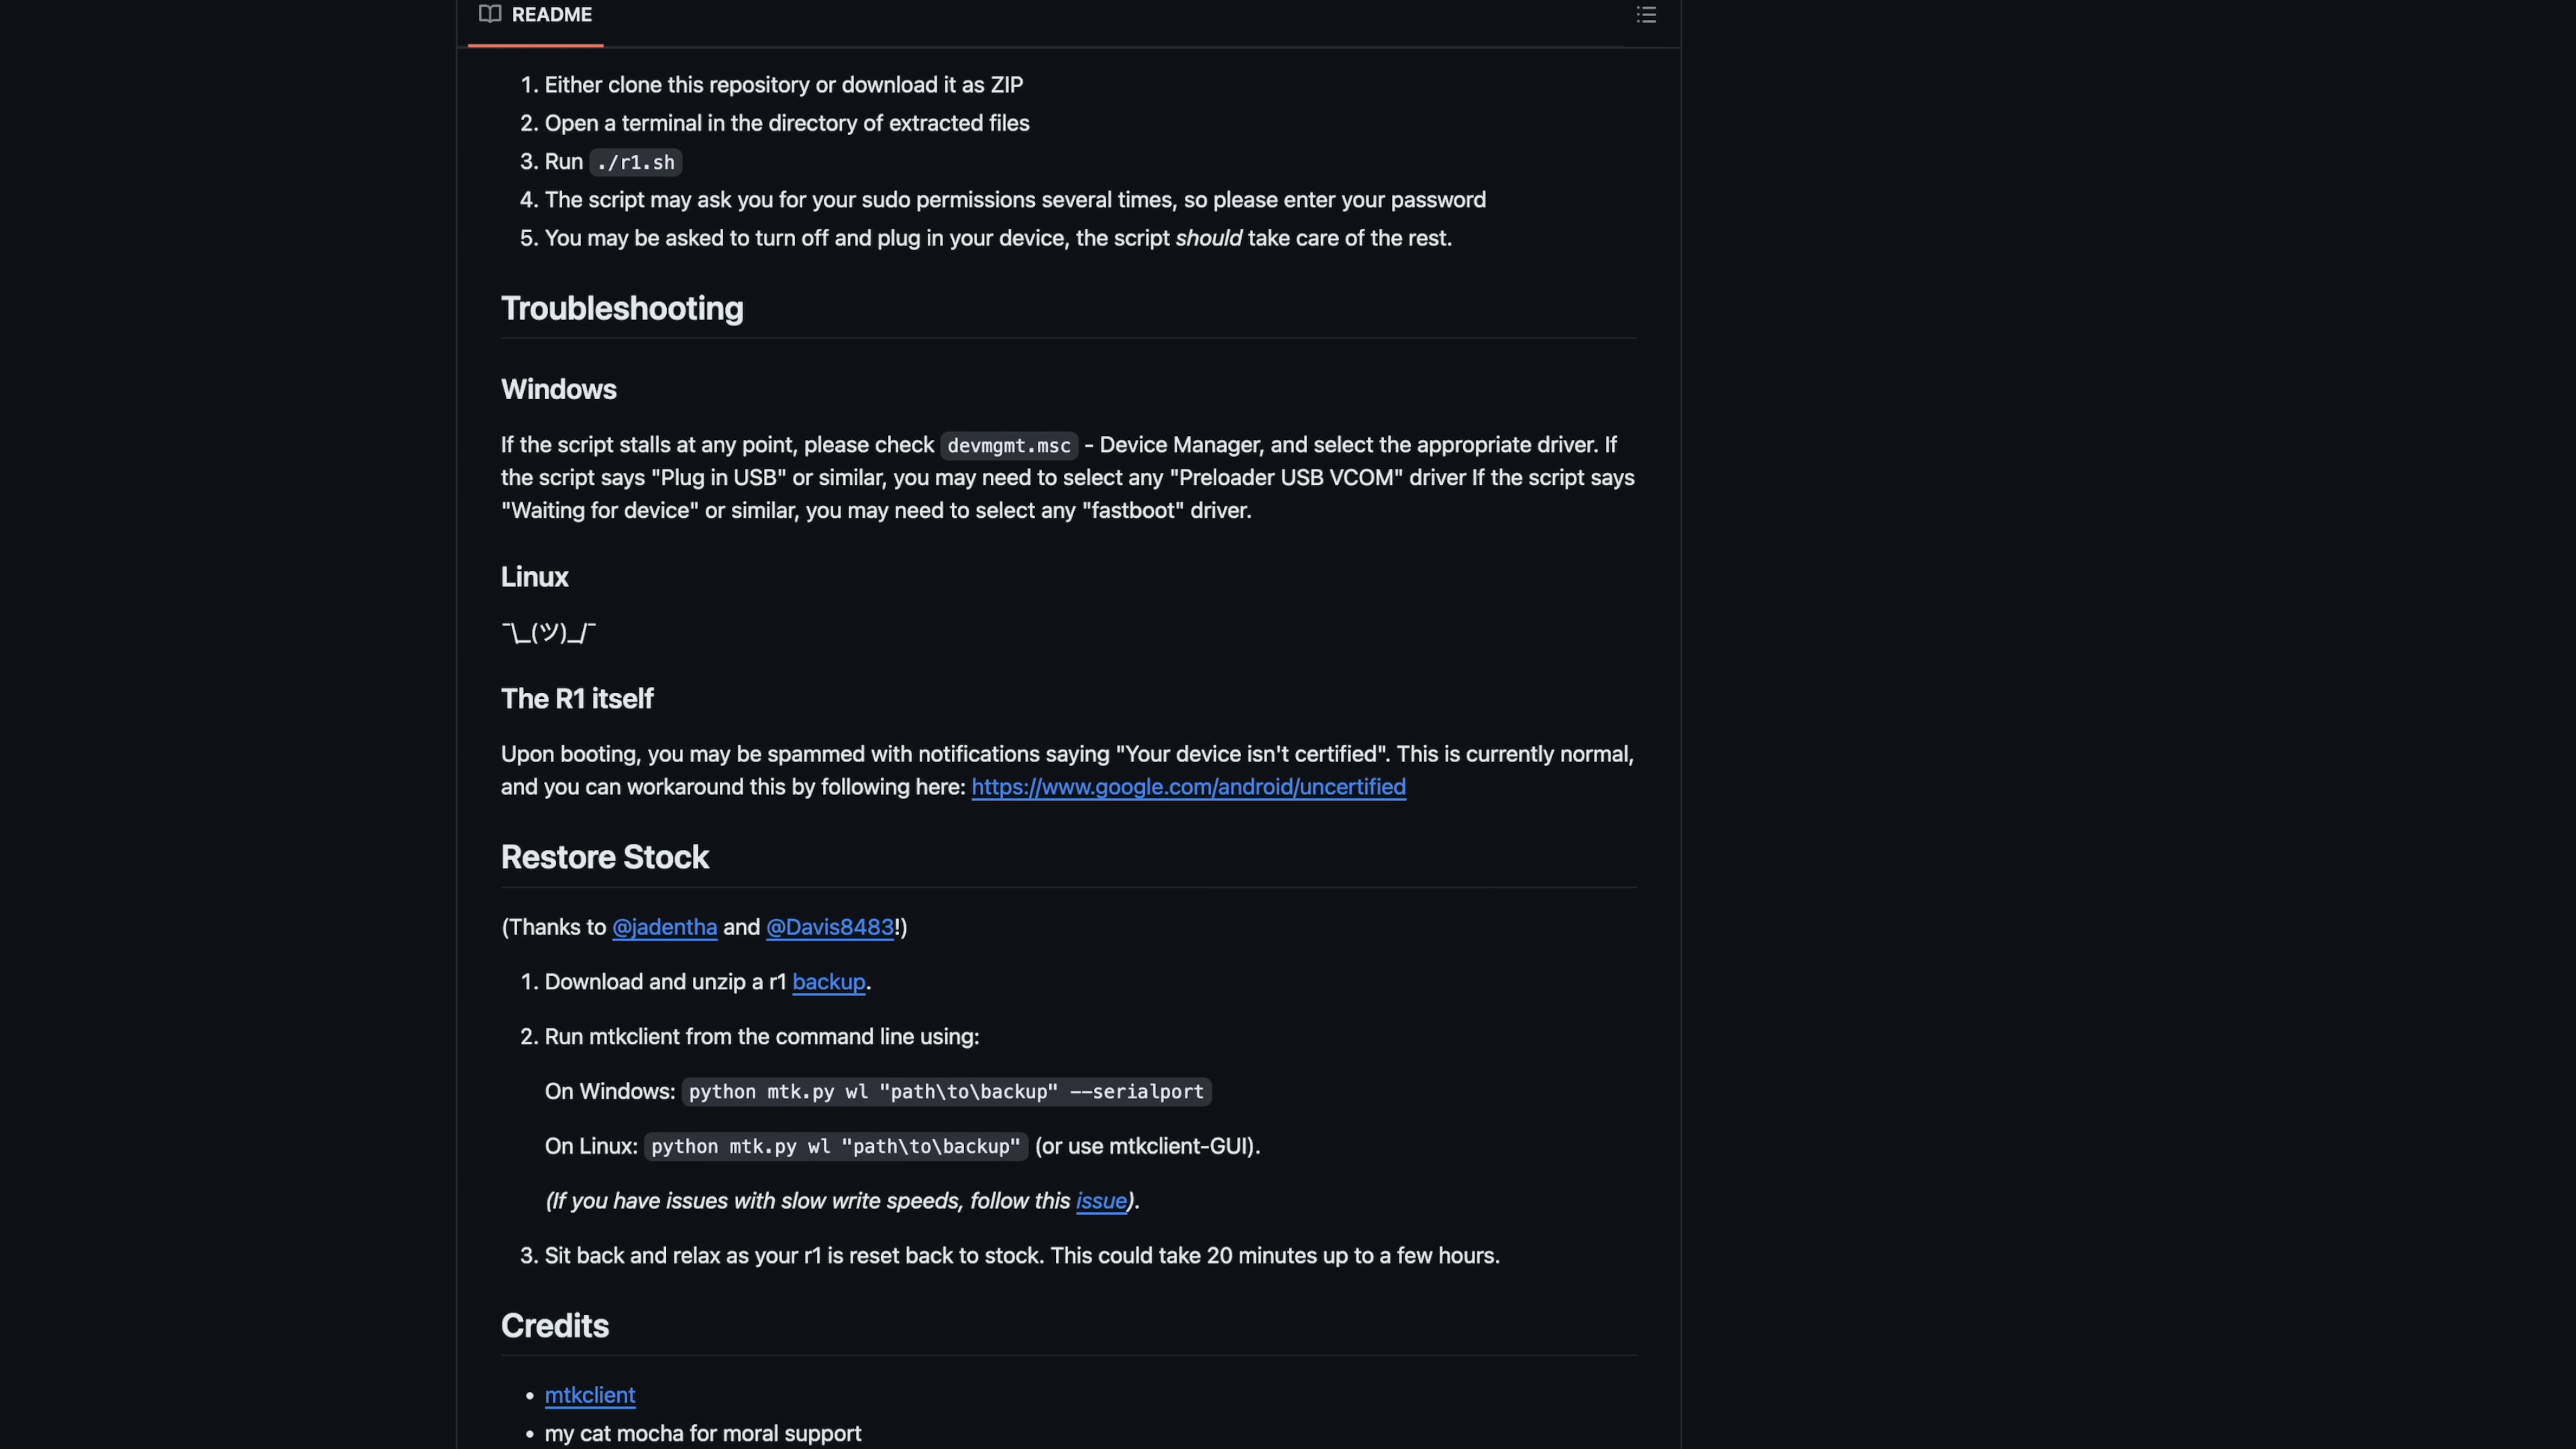 README
1. Either clone this repository or download it as ZIP
2. Open a terminal in the directory of extracted files
3. Run ./r1.sh
4. The script may ask you for your sudo permissions several times, so please enter your password
5. You may be asked to turn off and plug in your device, the script should take care of the rest.
Troubleshooting
Windows
If the script stalls at any point, please check devmgmt.msc - Device Manager, and select the appropriate driver. If
the script says "Plug in USB" or similar, you may need to select any "Preloader USB VCOM" driver If the script says
"Waiting for device" or similar, you may need to select any "fastboot" driver.
Linux
¯\_(ツ)_/¯
The R1 itself
Upon booting, you may be spammed with notifications saying "Your device isn't certified". This is currently normal,
and you can workaround this by following here: https://www.google.com/android/uncertified
Restore Stock
(Thanks to @jadentha and @Davis8483!)
1. Download and unzip a r1 backup.
2. Run mtkclient from the command line using:
On Windows: python mtk.py wl "path\to\backup" --serialport
On Linux: python mtk.py wl "path\to\backup" (or use mtkclient-GUI).
(If you have issues with slow write speeds, follow this issue).
3. Sit back and relax as your r1 is reset back to stock. This could take 20 minutes up to a few hours.
Credits
• mtkclient
• my cat mocha for moral support